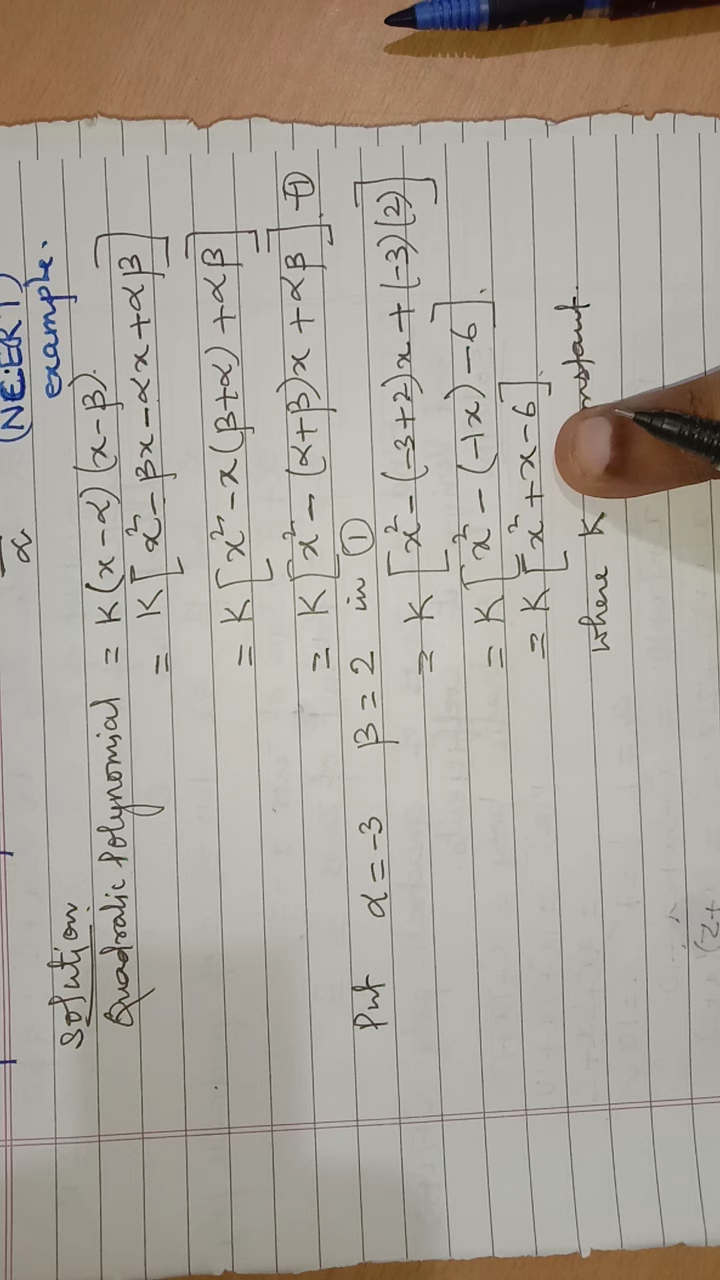 (NCERT)
example.
α
Solution
Quadratic Polynomial = K(x-α)(x-β).
= K[x²-βx-αx+αβ]
= K[x²-x(β+α)+αβ]
= K[x²-(α+β)x+αβ] -①
Put α=-3 β=2 in ①
= K[x²-(-3+2)x+(-3)(2)]
= K[x²-(-1x)-6].
= K[x²+x-6].
where K